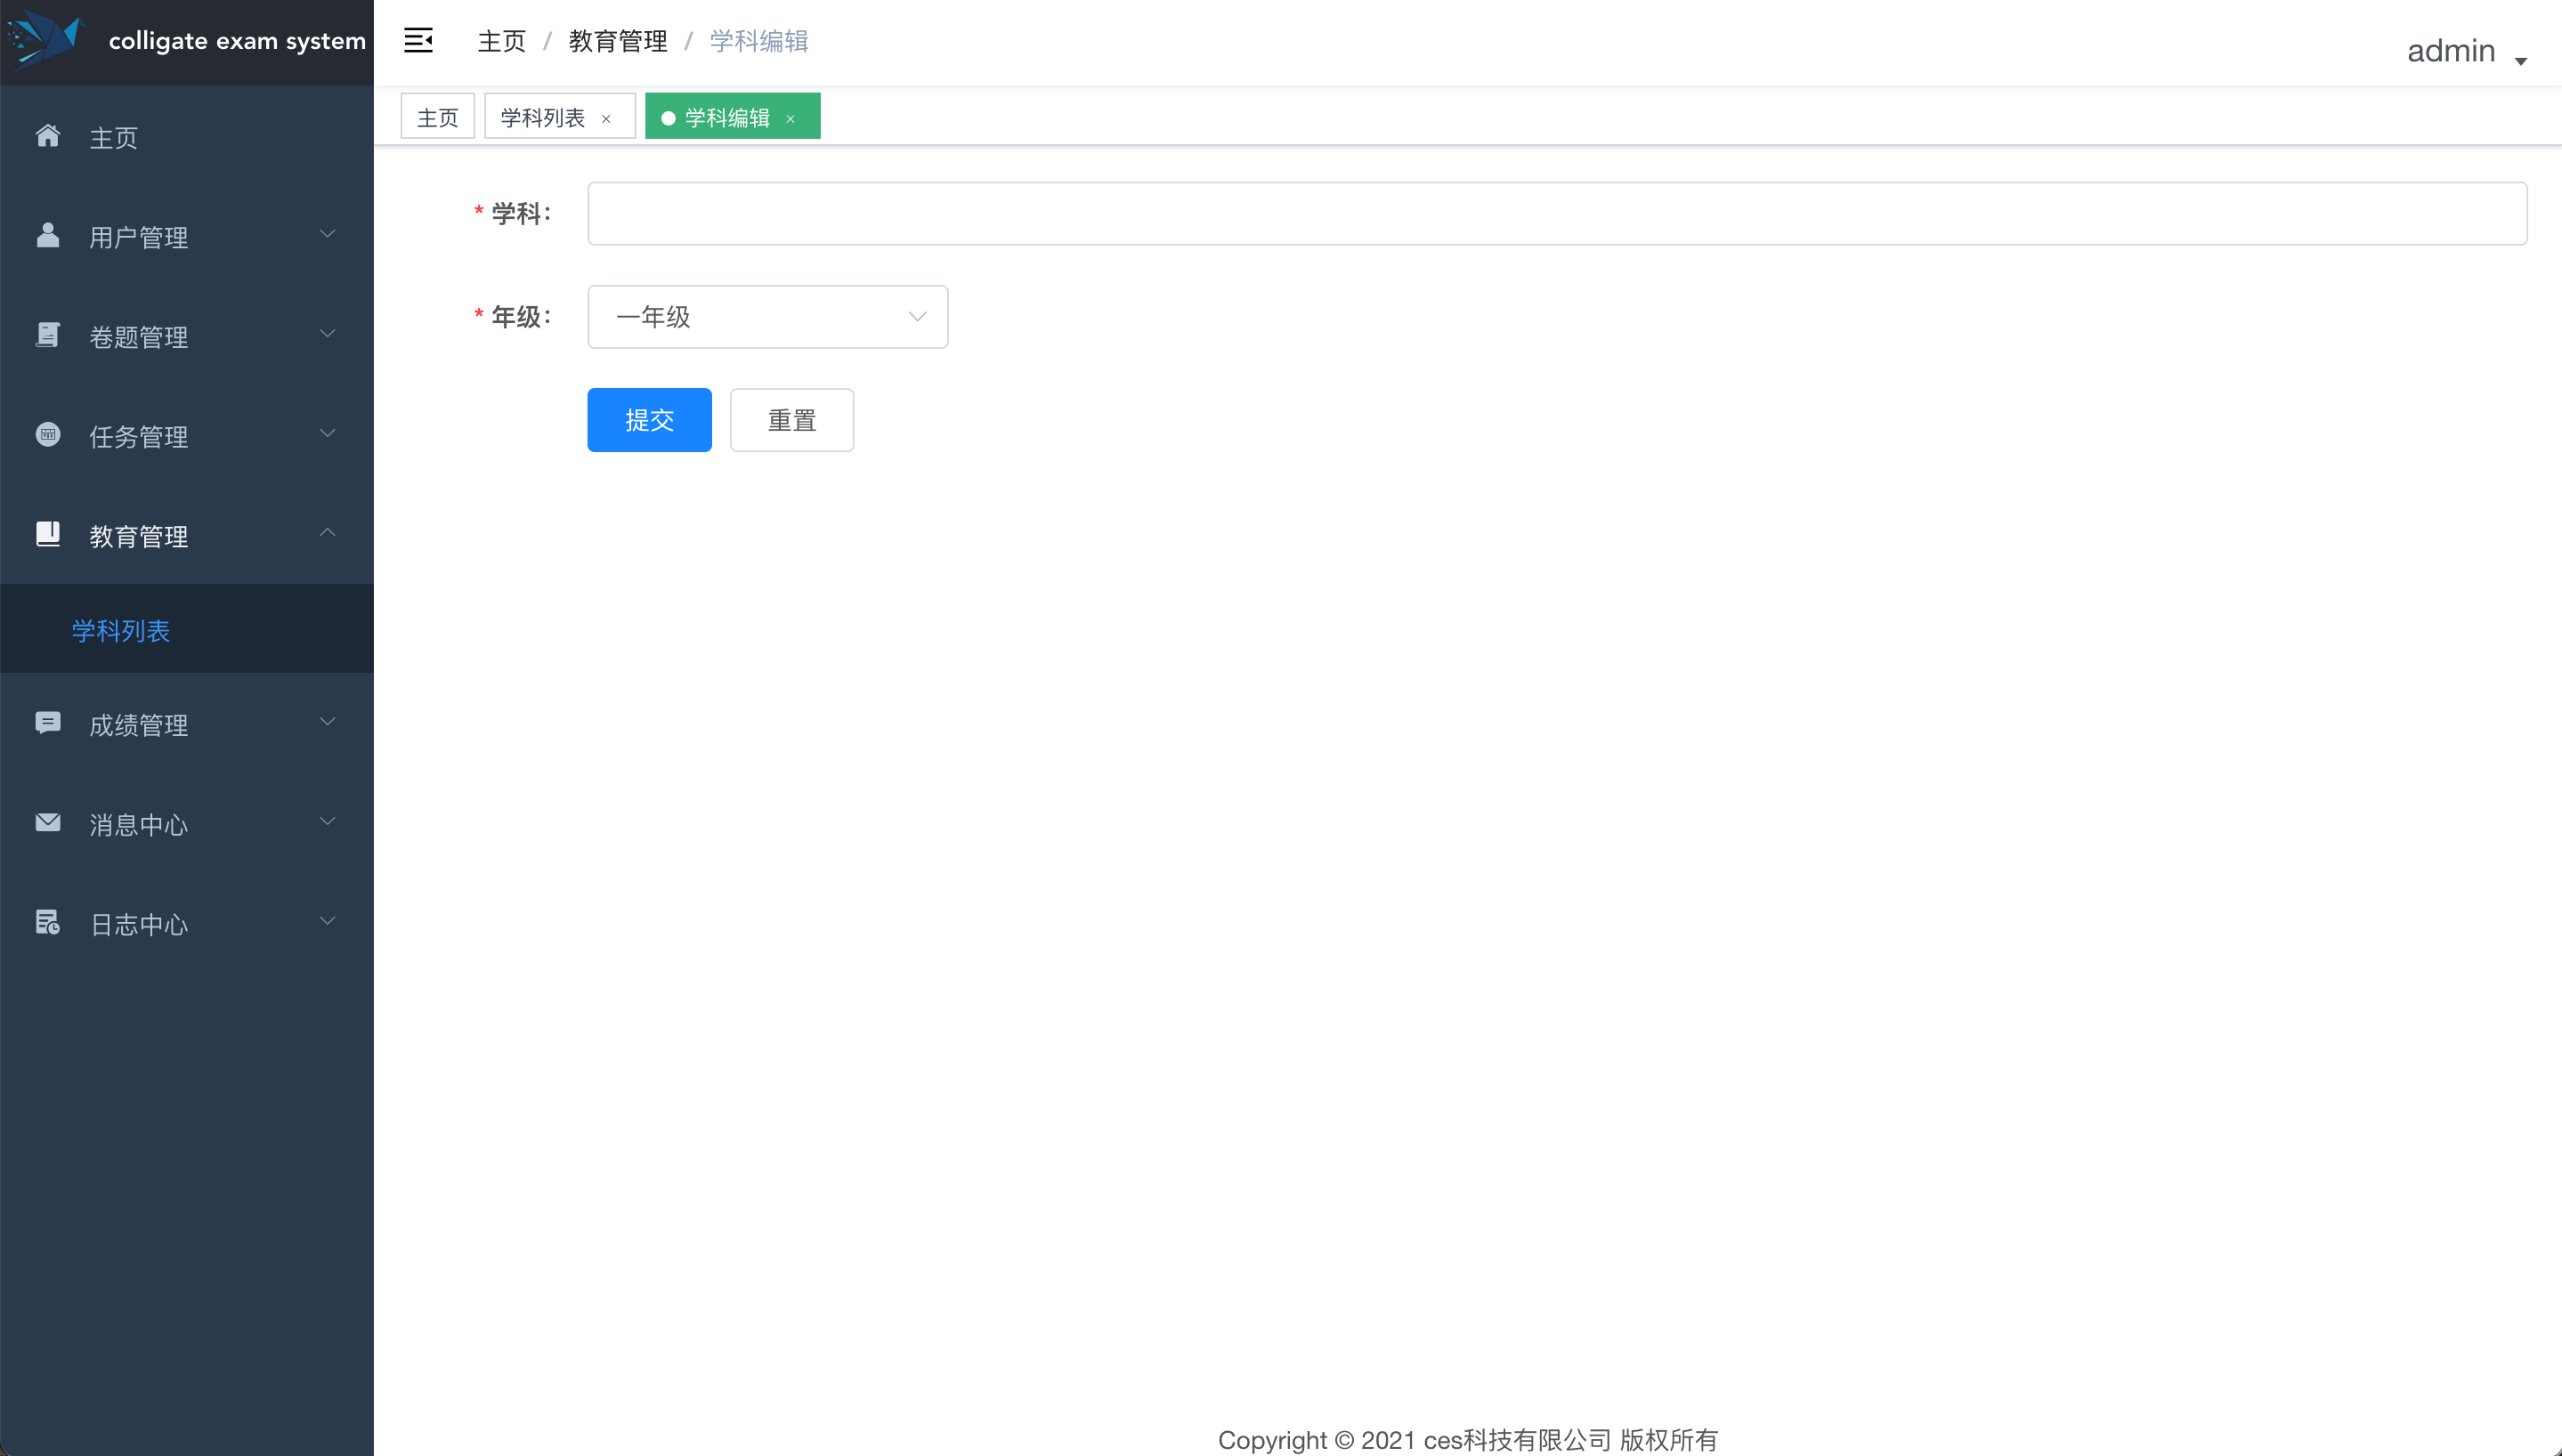 colligate exam system
主页 / 教育管理 / 学科编辑
admin
主页 学科列表 × 学科编辑 ×
主页
用户管理
卷题管理
任务管理
教育管理
学科列表
成绩管理
消息中心
日志中心
* 学科：
* 年级： 一年级
提交 重置
Copyright © 2021 ces科技有限公司 版权所有